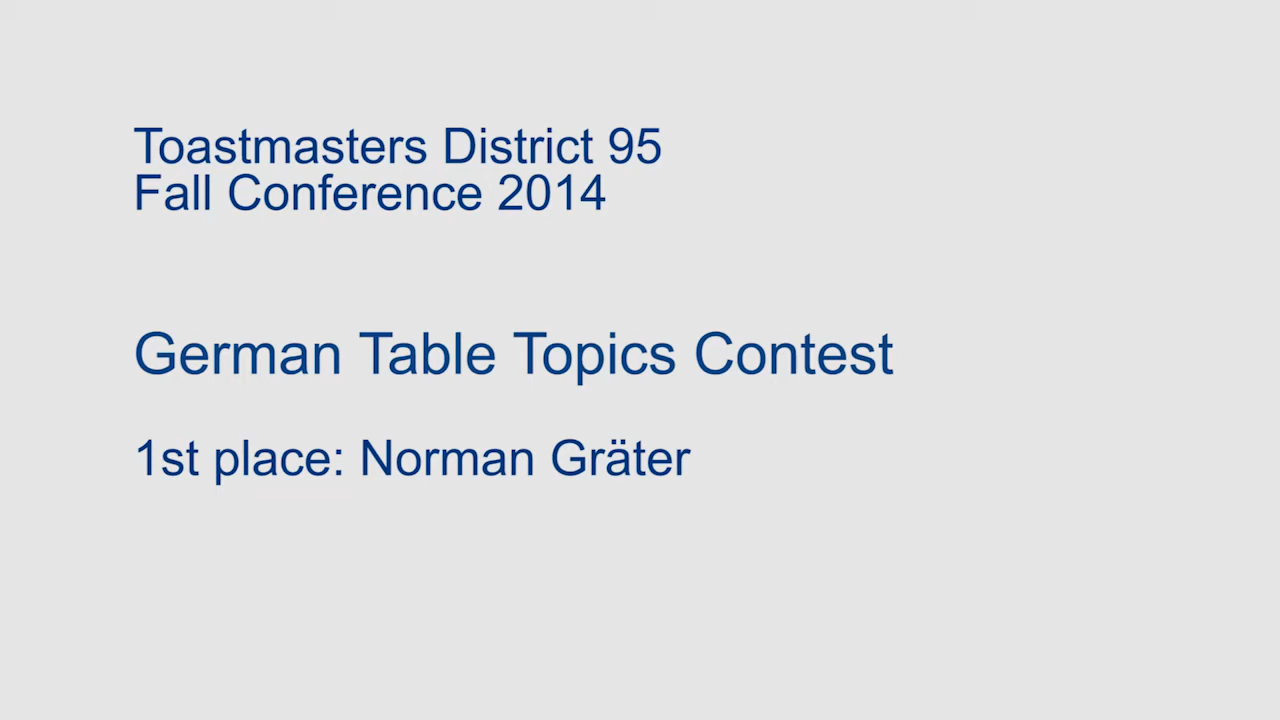 Toastmasters District 95
Fall Conference 2014
German Table Topics Contest
1st place: Norman Gräter